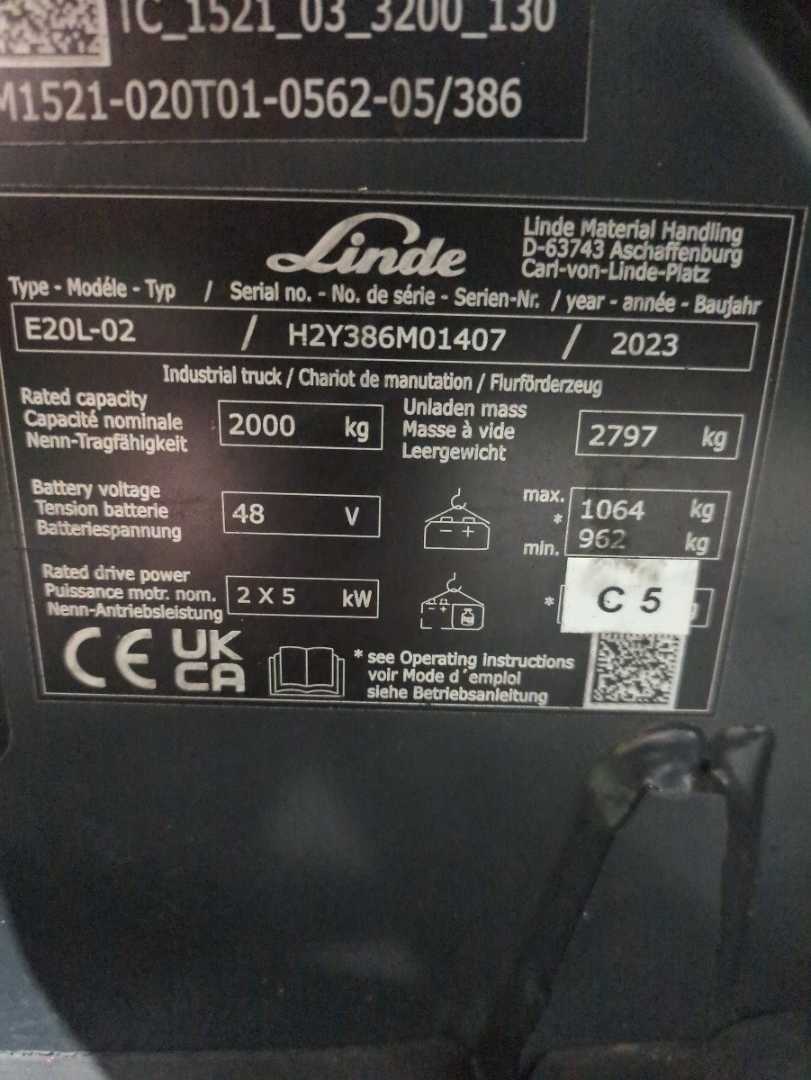 TC_1521_03_3200_130
M1521-020T01-0562-05/386
Linde
Linde Material Handling
D-63743 Aschaffenburg
Carl-von-Linde-Platz
Type - Modéle - Typ / Serial no. - No. de série - Serien-Nr. / year - année - Baujahr
E20L-02 / H2Y386M01407 / 2023
Industrial truck / Chariot de manutation / Flurförderzeug
Rated capacity
Capacité nominale
Nenn-Tragfähigkeit
2000 kg
Unladen mass
Masse à vide
Leergewicht
2797 kg
Battery voltage
Tension batterie
Batteriespannung
48 V
max. 1064 kg
*
min. 962 kg
Rated drive power
Puissance motr. nom.
Nenn-Antriebsleistung
2 X 5 kW
- +
- +
kg
*
C 5
CE UK
CA
* see Operating instructions
voir Mode d'emploi
siehe Betriebsanleitung